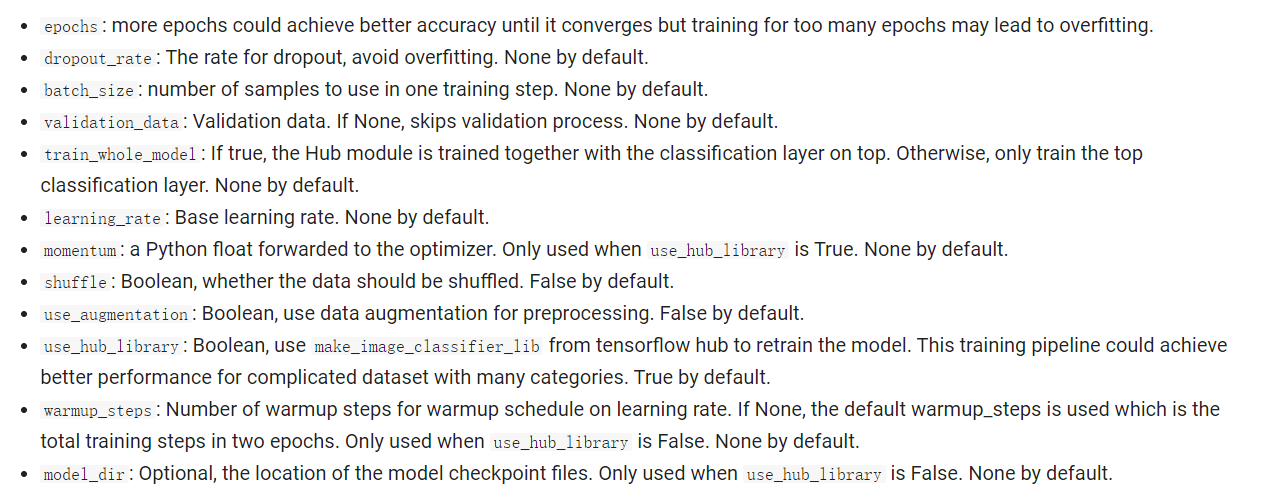 • epochs: more epochs could achieve better accuracy until it converges but training for too many epochs may lead to overfitting.
• dropout_rate: The rate for dropout, avoid overfitting. None by default.
• batch_size: number of samples to use in one training step. None by default.
• validation_data: Validation data. If None, skips validation process. None by default.
• train_whole_model: If true, the Hub module is trained together with the classification layer on top. Otherwise, only train the top
classification layer. None by default.
• learning_rate: Base learning rate. None by default.
• momentum: a Python float forwarded to the optimizer. Only used when use_hub_library is True. None by default.
• shuffle: Boolean, whether the data should be shuffled. False by default.
• use_augmentation: Boolean, use data augmentation for preprocessing. False by default.
• use_hub_library: Boolean, use make_image_classifier_lib from tensorflow hub to retrain the model. This training pipeline could achieve
better performance for complicated dataset with many categories. True by default.
• warmup_steps: Number of warmup steps for warmup schedule on learning rate. If None, the default warmup_steps is used which is the
total training steps in two epochs. Only used when use_hub_library is False. None by default.
• model_dir: Optional, the location of the model checkpoint files. Only used when use_hub_library is False. None by default.